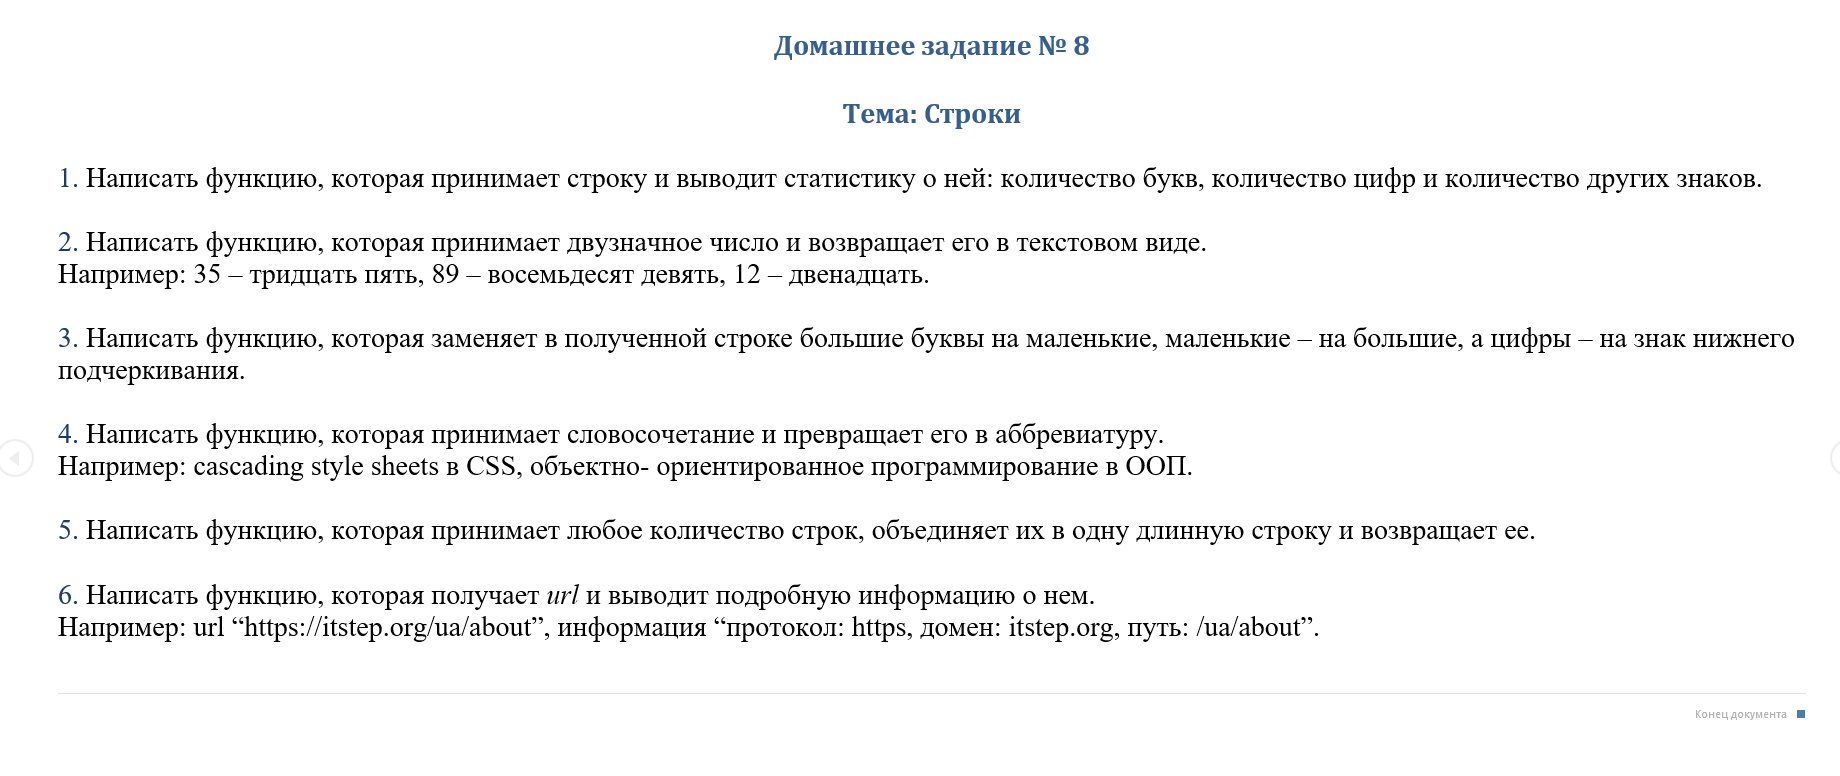 Домашнее задание № 8
Тема: Строки
1. Написать функцию, которая принимает строку и выводит статистику о ней: количество букв, количество цифр и количество других знаков.
2. Написать функцию, которая принимает двузначное число и возвращает его в текстовом виде.
Например: 35 – тридцать пять, 89 – восемьдесят девять, 12 – двенадцать.
3. Написать функцию, которая заменяет в полученной строке большие буквы на маленькие, маленькие – на большие, а цифры – на знак нижнего
подчеркивания.
4. Написать функцию, которая принимает словосочетание и превращает его в аббревиатуру.
Например: cascading style sheets в CSS, объектно- ориентированное программирование в ООП.
5. Написать функцию, которая принимает любое количество строк, объединяет их в одну длинную строку и возвращает ее.
6. Написать функцию, которая получает url и выводит подробную информацию о нем.
Например: url “https://itstep.org/ua/about”, информация “протокол: https, домен: itstep.org, путь: /ua/about”.
Конец документа